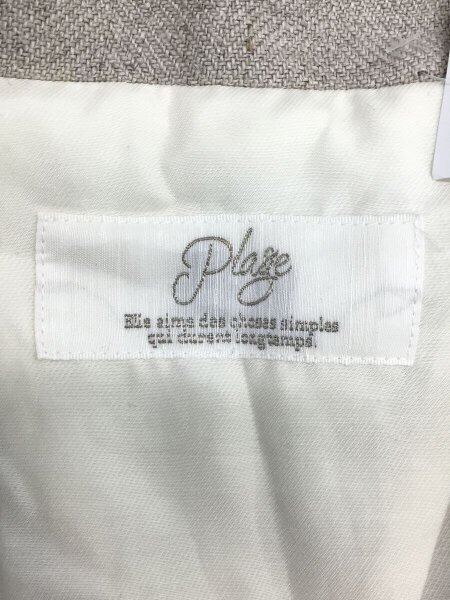 Plage
Elle aime des choses simples
qui durent longtemps.